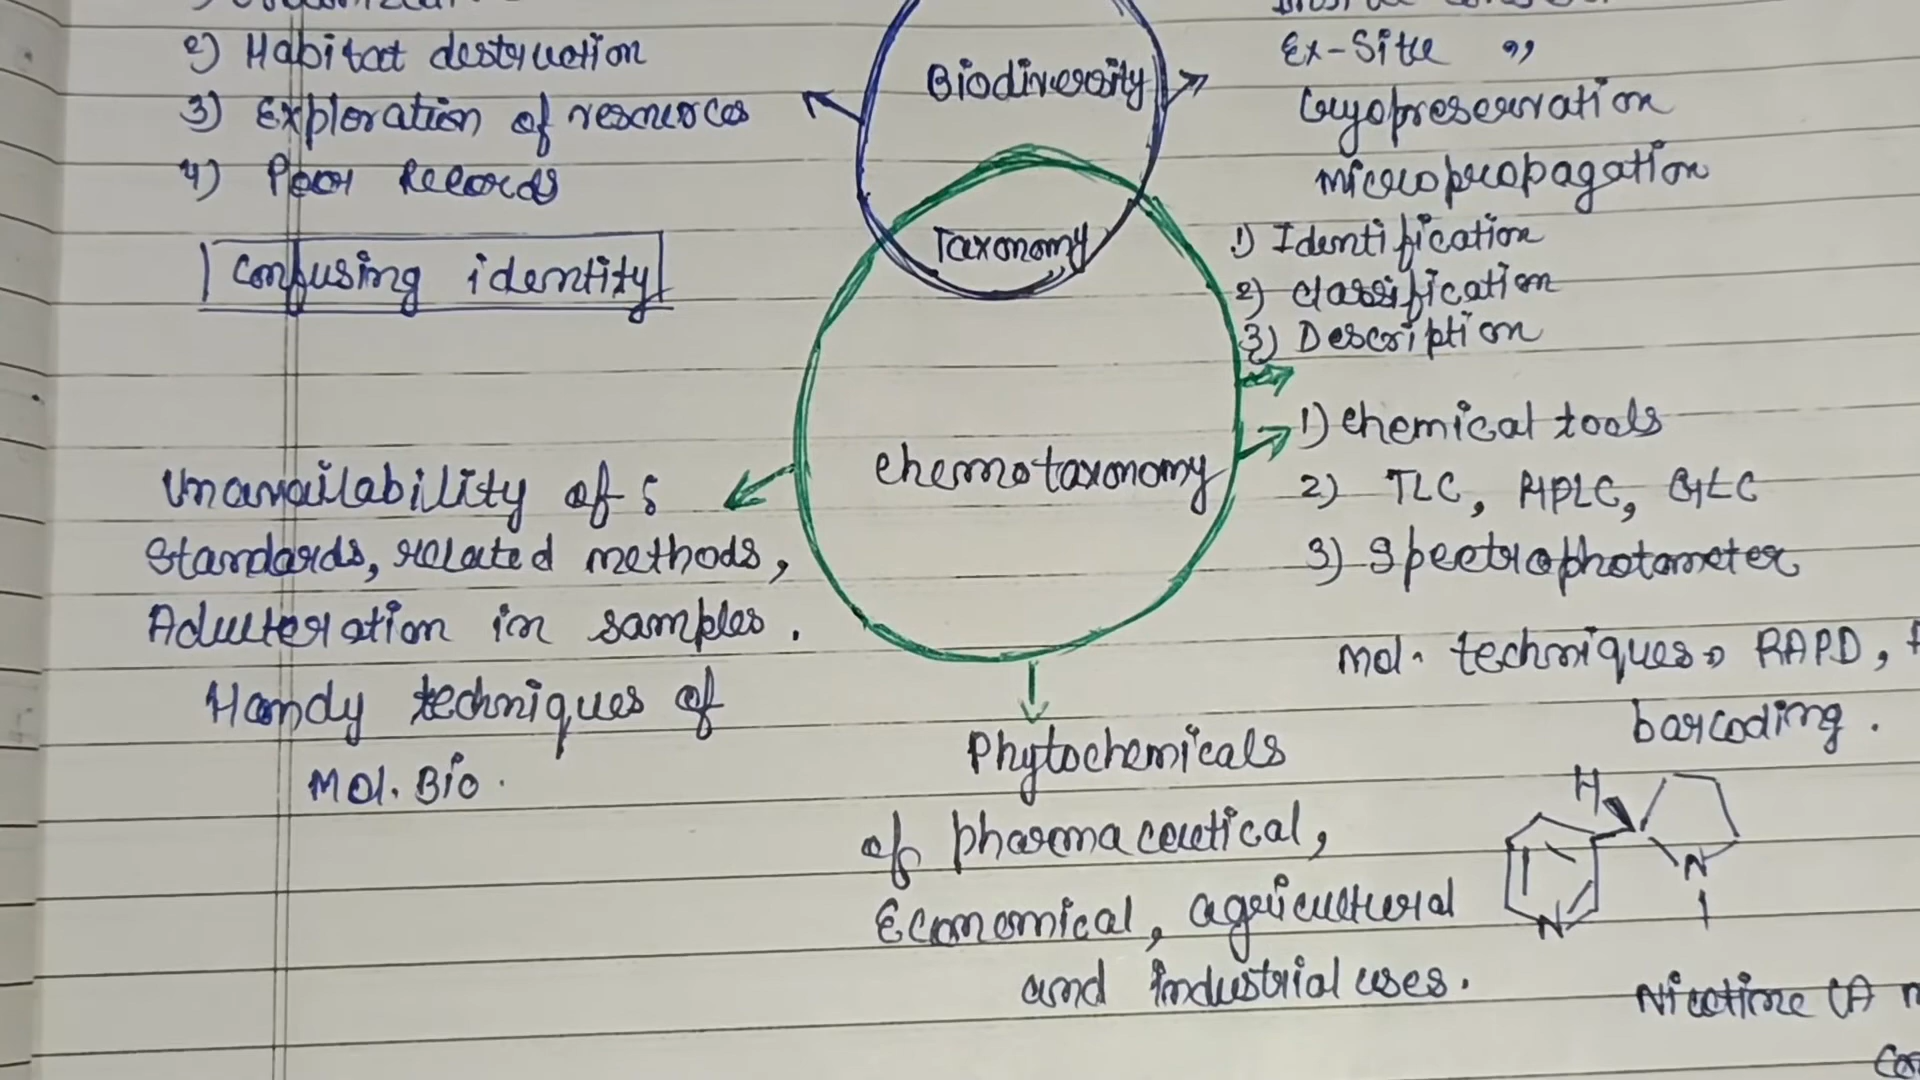 2) Habitat destruction
3) Exploration of resources
4) Poor Records
Confusing identity
Biodiversity
Taxonomy
Ex-Situ "
Cryopreservation
micropropagation
1) Identification
2) classification
3) Description
chemotaxonomy
1) chemical tools
2) TLC, HPLC, GLC
3) Spectrophotometer
mol. techniques RAPD,
barcoding.
Unavailability of :
Standards, related methods,
Adulteration in samples.
Handy techniques of
Mol. Bio.
Phytochemicals
of pharmaceutical,
Economical, agricultural
and industrial uses.
H
N
N
Nicotine (A